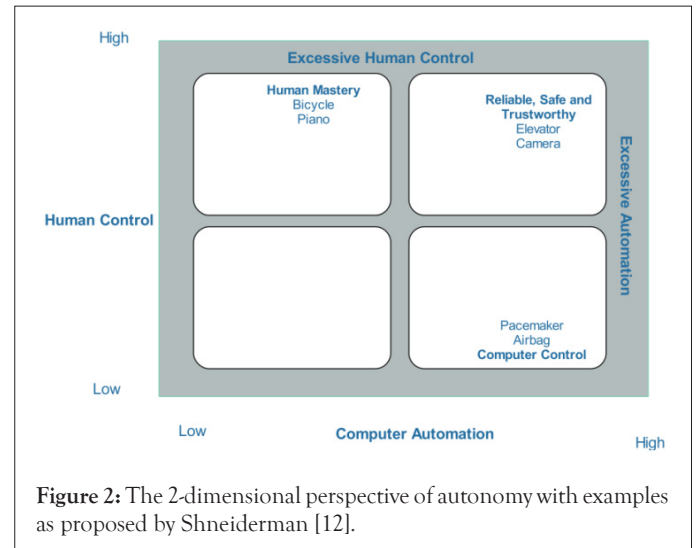 High
Excessive Human Control
Human Mastery
Bicycle
Piano
Reliable, Safe and
Trustworthy
Elevator
Camera
Excessive Automation
Human Control
Pacemaker
Airbag
Computer Control
Low
Low
Computer Automation
High
Figure 2: The 2-dimensional perspective of autonomy with examples
as proposed by Shneiderman [12].